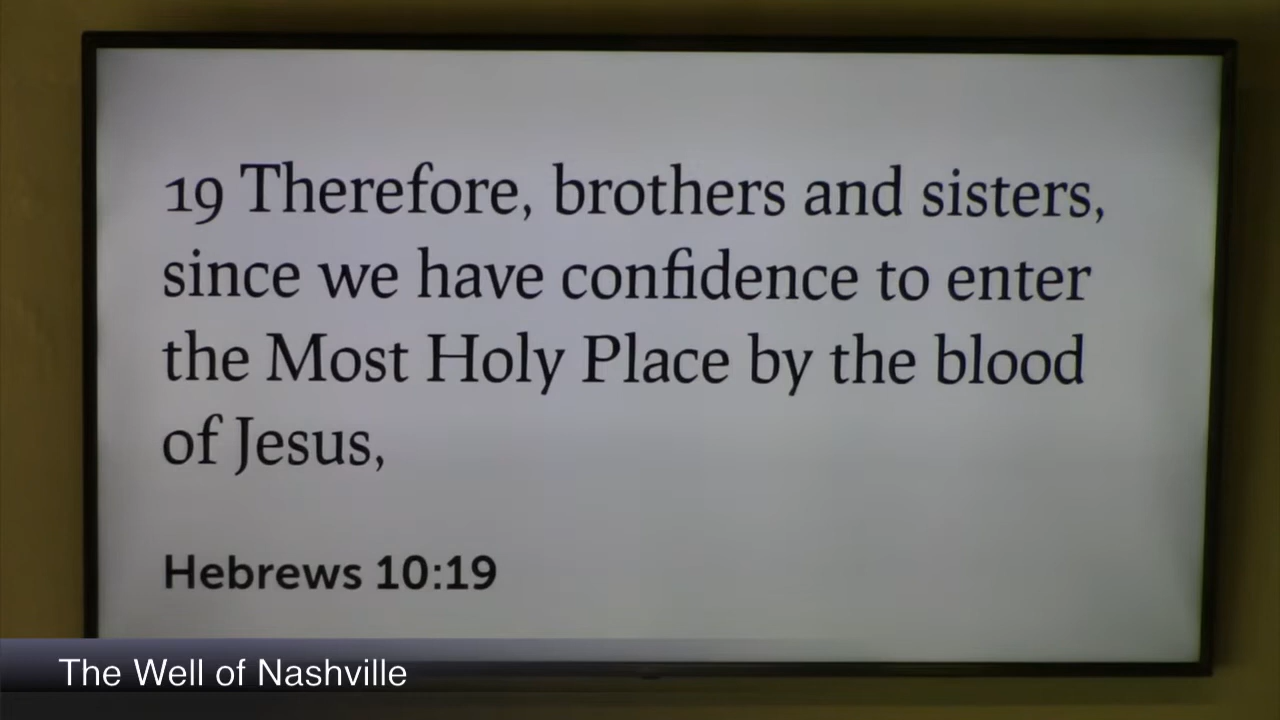 19 Therefore, brothers and sisters,
since we have confidence to enter
the Most Holy Place by the blood
of Jesus,
Hebrews 10:19
The Well of Nashville